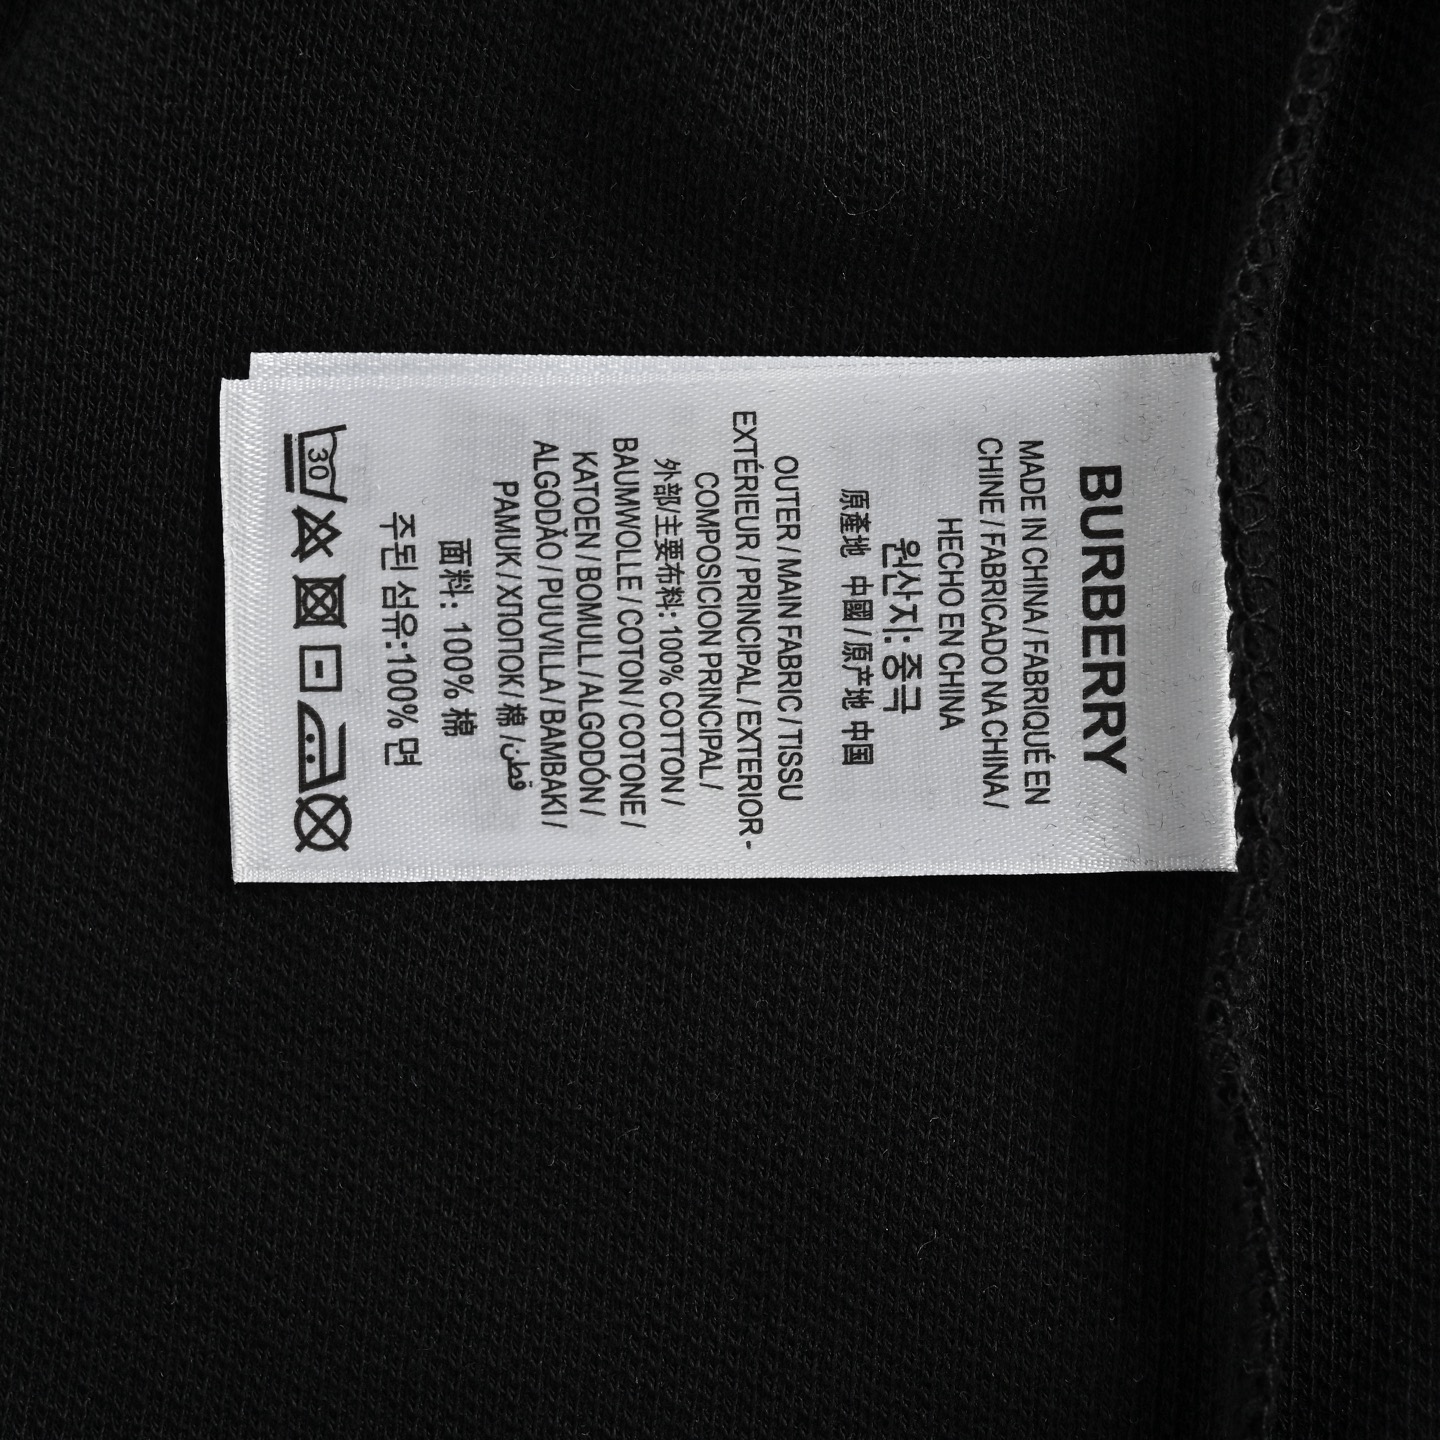 BURBERRY
MADE IN CHINA / FABRIQUÉ EN
CHINE / FABRICADO NA CHINA /
HECHO EN CHINA
원산지: 중국
原產地 中國 / 原产地 中国
OUTER / MAIN FABRIC / TISSU
EXTÉRIEUR / PRINCIPAL / EXTERIOR-
COMPOSICION PRINCIPAL /
外部/主要布料: 100% COTTON /
BAUMWOLLE / COTON / COTONE /
KATOEN / BOMULL / ALGODÓN /
ALGODÃO / PUUVILLA / BAMBAKI /
PAMUK / ХΠΟΠΟΚ / 棉 / قطن
面料: 100% 棉
주된 섬유:100% 면
30